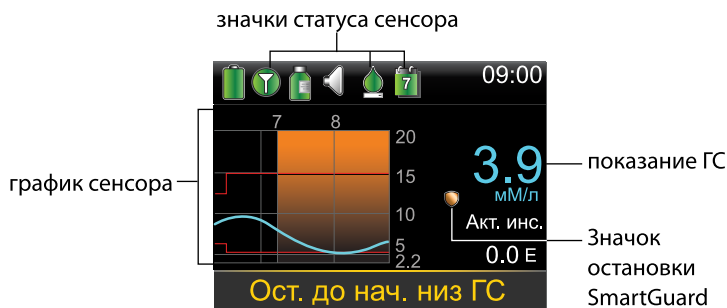 значки статуса сенсора
7
09:00
7 8
20
15
10
5
2.2
график сенсора
3.9
мМ/л
показание ГС
Акт. инс.
0.0 Е
Значок
остановки
SmartGuard
Ост. до нач. низ ГС